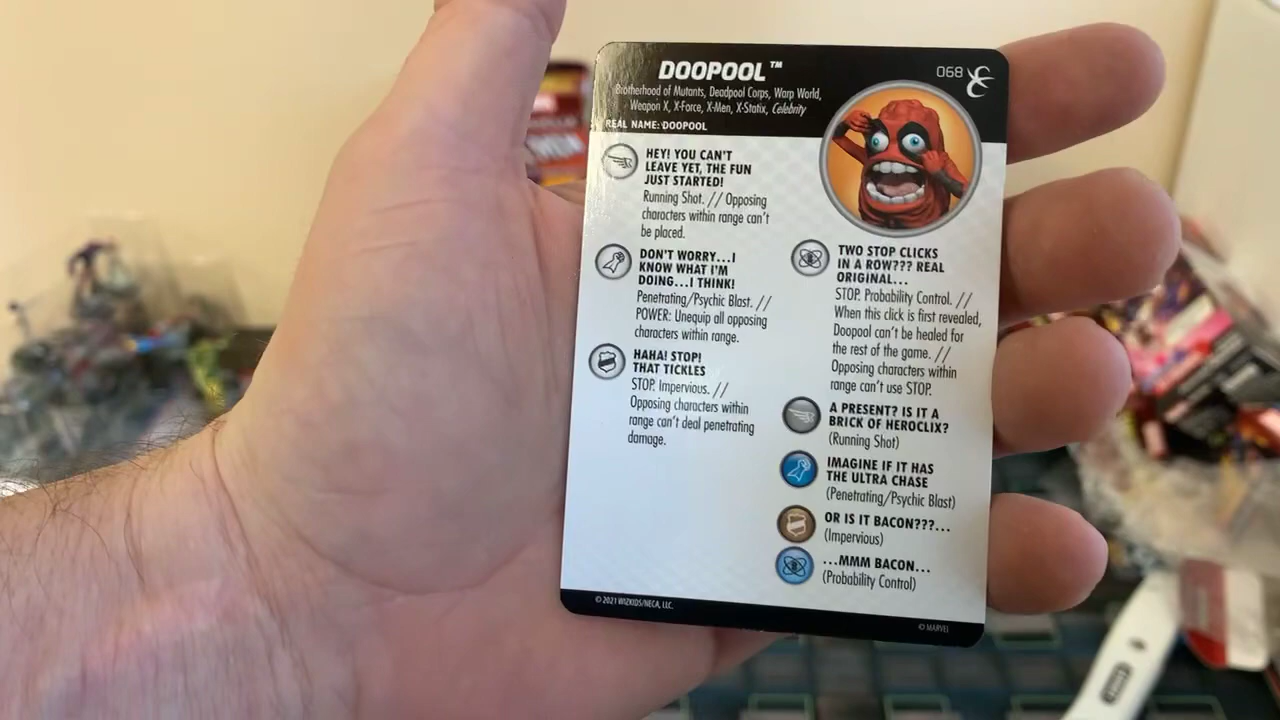 DOOPOOL™
068
Brotherhood of Mutants, Deadpool Corps, Warp World,
Weapon X, X-Force, X-Men, X-Statix, Celebrity
REAL NAME: DOOPOOL
HEY! YOU CAN'T
LEAVE YET, THE FUN
JUST STARTED!
Running Shot. // Opposing
characters within range can't
be placed.
DON'T WORRY...I
KNOW WHAT I'M
DOING...I THINK!
Penetrating/Psychic Blast. //
POWER: Unequip all opposing
characters within range.
HAHA! STOP!
THAT TICKLES
STOP. Impervious. //
Opposing characters within
range can't deal penetrating
damage.
TWO STOP CLICKS
IN A ROW??? REAL
ORIGINAL...
STOP. Probability Control. //
When this click is first revealed,
Doopool can't be healed for
the rest of the game. //
Opposing characters within
range can't use STOP.
A PRESENT? IS IT A
BRICK OF HEROCLIX?
(Running Shot)
IMAGINE IF IT HAS
THE ULTRA CHASE
(Penetrating/Psychic Blast)
OR IS IT BACON???...
(Impervious)
...MMM BACON...
(Probability Control)
© 2021 WIZKIDS/NECA, LLC.
© MARVEL